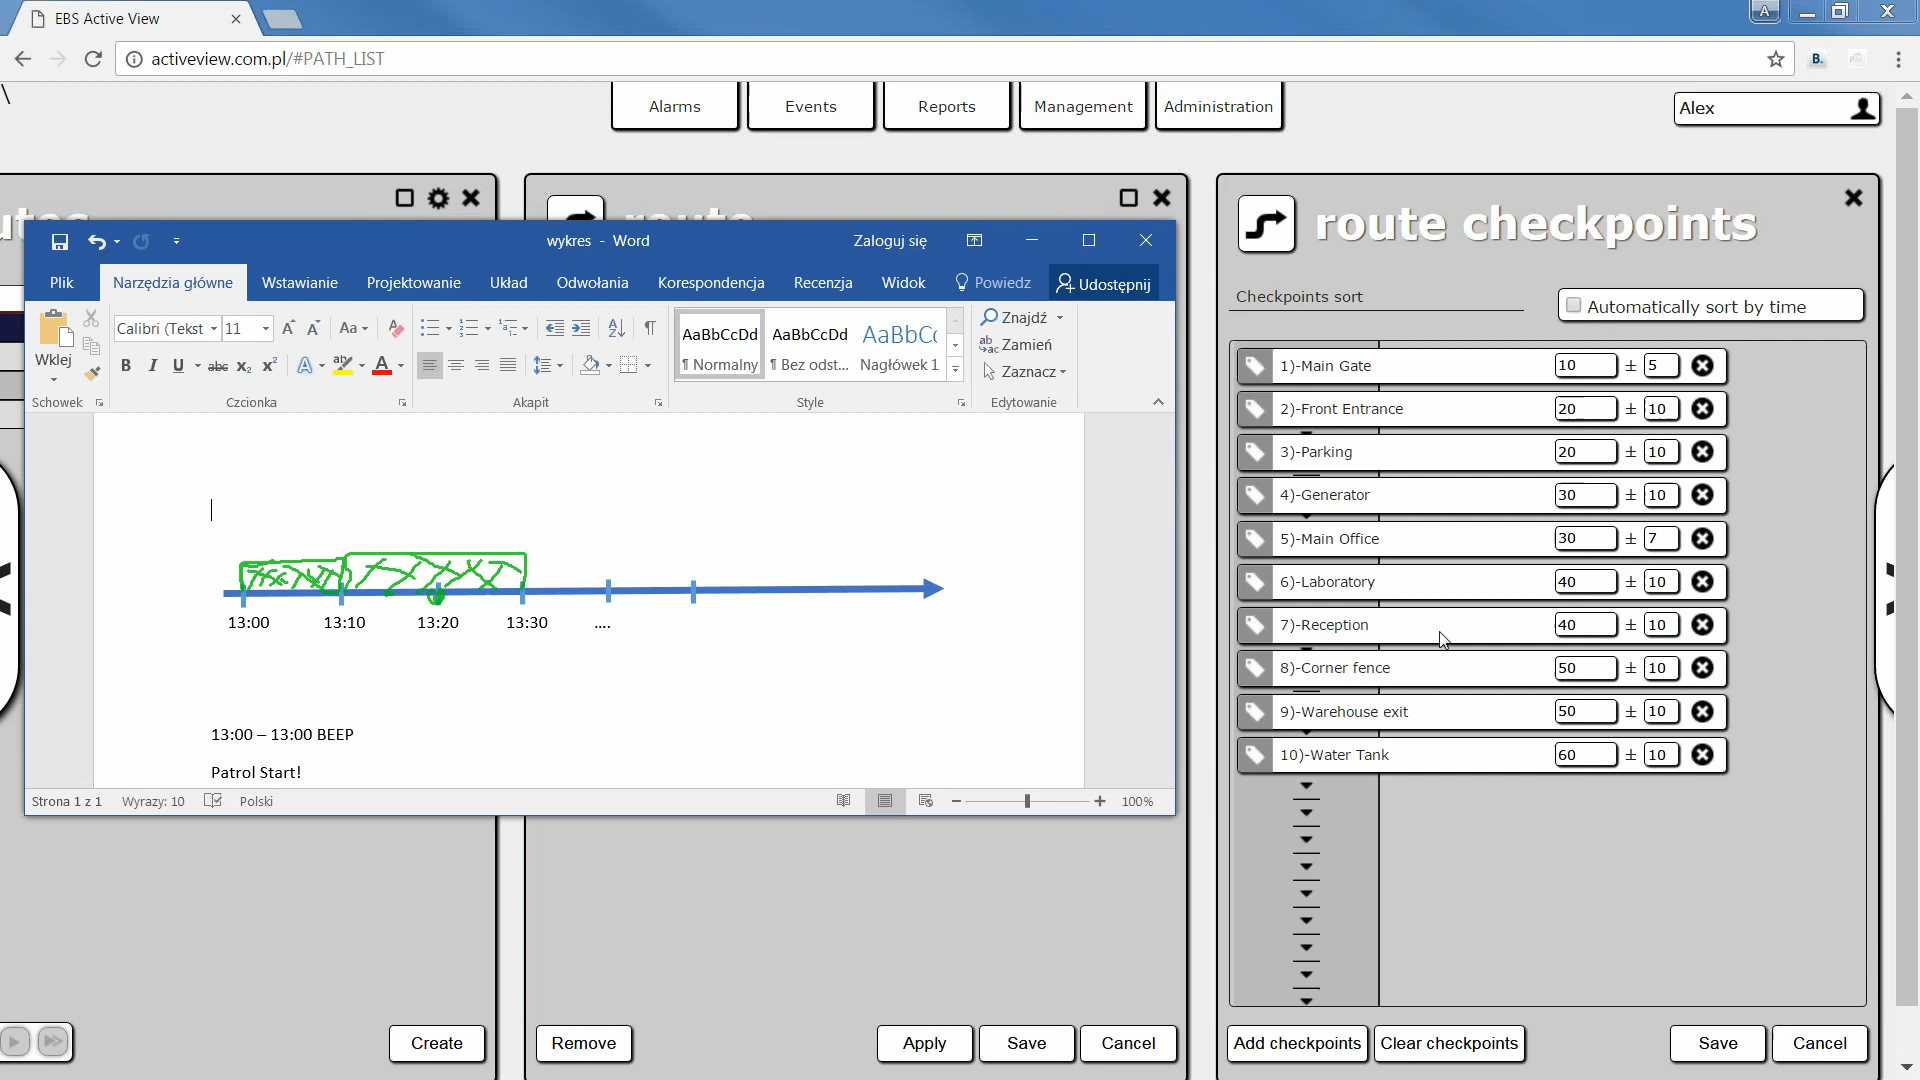 EBS Active View
A
activeview.com.pl/#PATH_LIST
B.
\
Alarms
Events
Reports
Management
Administration
Alex
route
wykres - Word
Zaloguj się
Plik
Narzędzia główne
Wstawianie
Projektowanie
Układ
Odwołania
Korespondencja
Recenzja
Widok
Powiedz
Udostępnij
Wklej
Calibri (Tekst
11
Aa
B I U abc x₂ x²
A
ab
A
AaBbCcDd
¶ Normalny
AaBbCcDd
¶ Bez odst...
AaBbCc
Nagłówek 1
Znajdź
Zamień
Zaznacz
Schowek
Czcionka
Akapit
Style
Edytowanie
13:00
13:10
13:20
13:30
....
13:00 – 13:00 BEEP
Patrol Start!
Strona 1 z 1
Wyrazy: 10
Polski
100%
Create
Remove
Apply
Save
Cancel
route checkpoints
Checkpoints sort
Automatically sort by time
1)-Main Gate 10 ± 5
2)-Front Entrance 20 ± 10
3)-Parking 20 ± 10
4)-Generator 30 ± 10
5)-Main Office 30 ± 7
6)-Laboratory 40 ± 10
7)-Reception 40 ± 10
8)-Corner fence 50 ± 10
9)-Warehouse exit 50 ± 10
10)-Water Tank 60 ± 10
Add checkpoints
Clear checkpoints
Save
Cancel